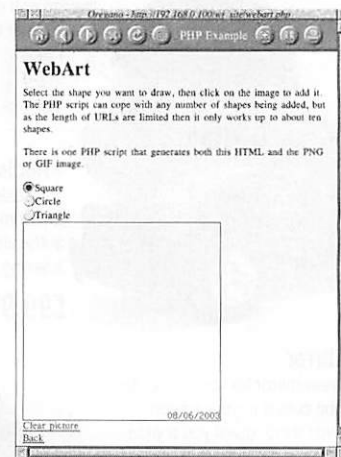 Oregano - http://192.168.0.100/wi_site/webart.php
PHP Example
WebArt
Select the shape you want to draw, then click on the image to add it.
The PHP script can cope with any number of shapes being added, but
as the length of URLs are limited then it only works up to about ten
shapes.
There is one PHP script that generates both this HTML and the PNG
or GIF image.
Square
Circle
Triangle
08/06/2003
Clear picture
Back